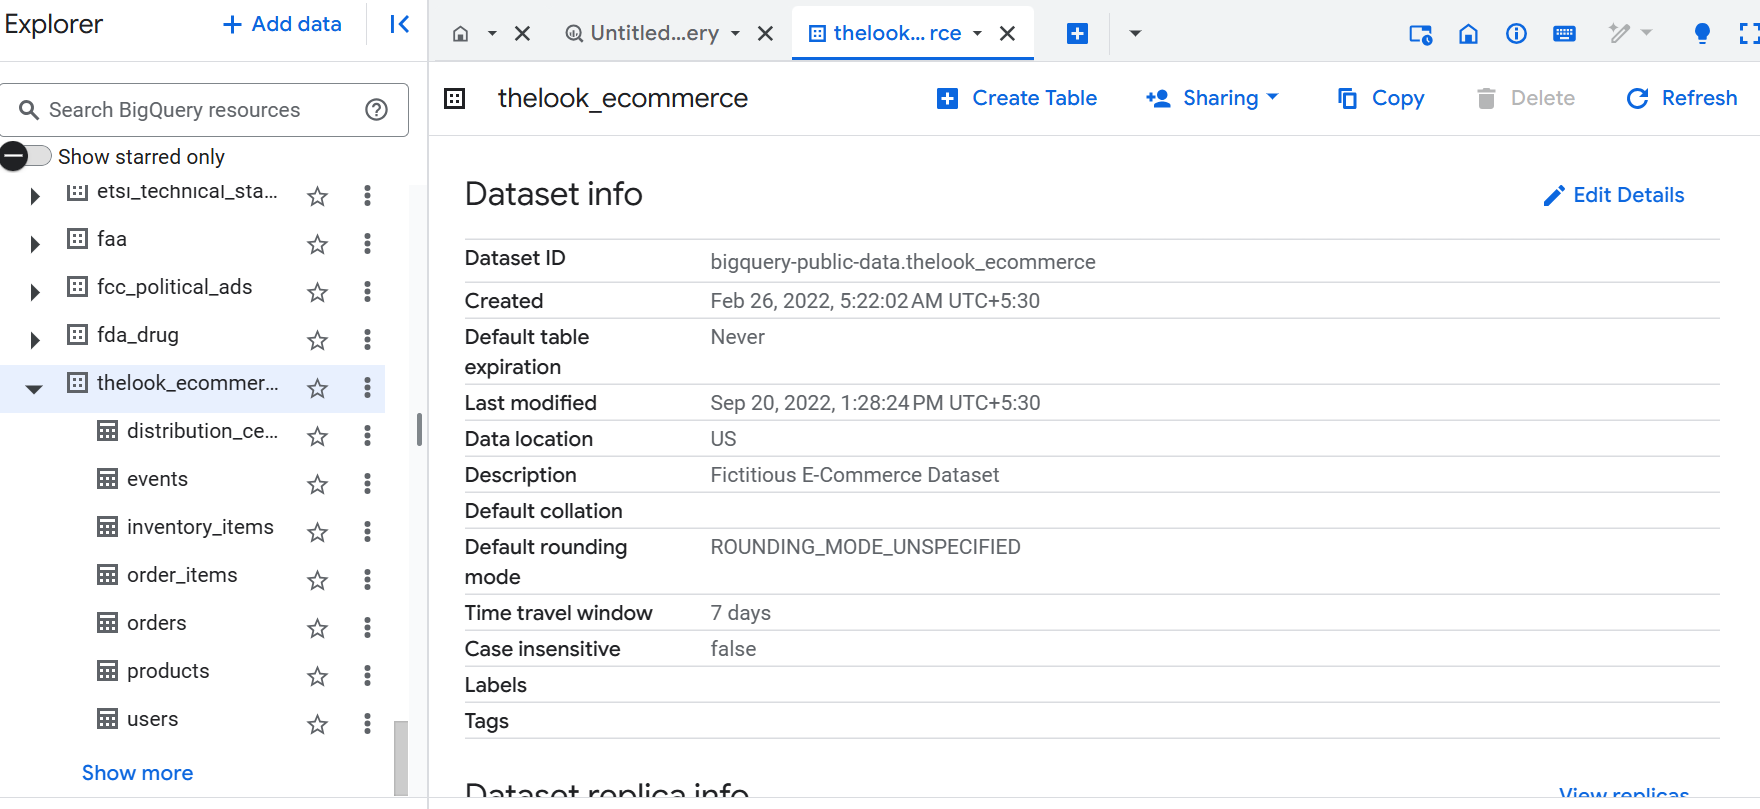 Explorer
+ Add data
Search BigQuery resources
Show starred only
etsi_technical_sta...
faa
fcc_political_ads
fda_drug
thelook_ecommer...
distribution_ce...
events
inventory_items
order_items
orders
products
users
Show more
Untitled...ery
thelook... rce
thelook_ecommerce
Create Table
Sharing
Copy
Delete
Refresh
Dataset info
Edit Details
Dataset ID bigquery-public-data.thelook_ecommerce
Created Feb 26, 2022, 5:22:02 AM UTC+5:30
Default table Never
expiration
Last modified Sep 20, 2022, 1:28:24 PM UTC+5:30
Data location US
Description Fictitious E-Commerce Dataset
Default collation
Default rounding ROUNDING_MODE_UNSPECIFIED
mode
Time travel window 7 days
Case insensitive false
Labels
Tags
Dataset replica info
View replicas